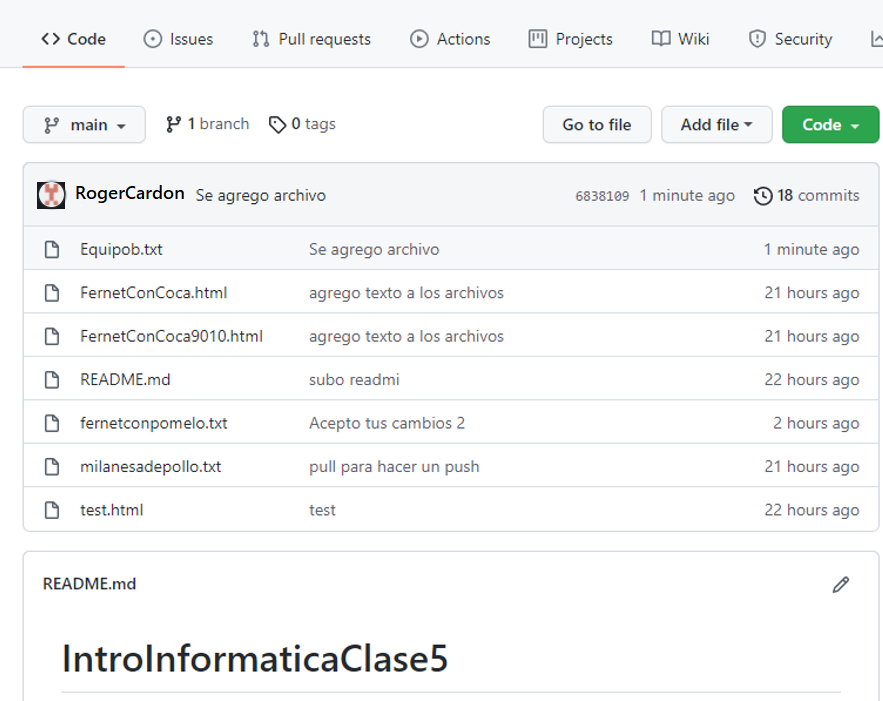 Code Issues Pull requests Actions Projects Wiki Security
main 1 branch 0 tags Go to file Add file Code
RogerCardon Se agrego archivo 6838109 1 minute ago 18 commits
Equipob.txt Se agrego archivo 1 minute ago
FernetConCoca.html agrego texto a los archivos 21 hours ago
FernetConCoca9010.html agrego texto a los archivos 21 hours ago
README.md subo readmi 22 hours ago
fernetconpomelo.txt Acepto tus cambios 2 2 hours ago
milanesadepollo.txt pull para hacer un push 21 hours ago
test.html test 22 hours ago
README.md
IntroInformaticaClase5